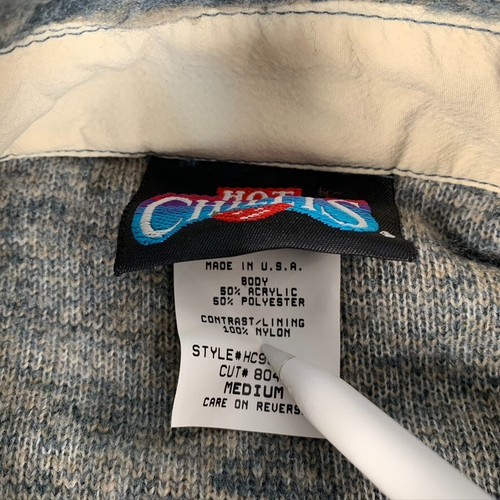 HOT
CHILLYS
MADE IN U.S.A.
BODY
50% ACRYLIC
50% POLYESTER
CONTRAST/LINING
100% NYLON
STYLE# HC9
CUT# 804
MEDIUM
CARE ON REVERS